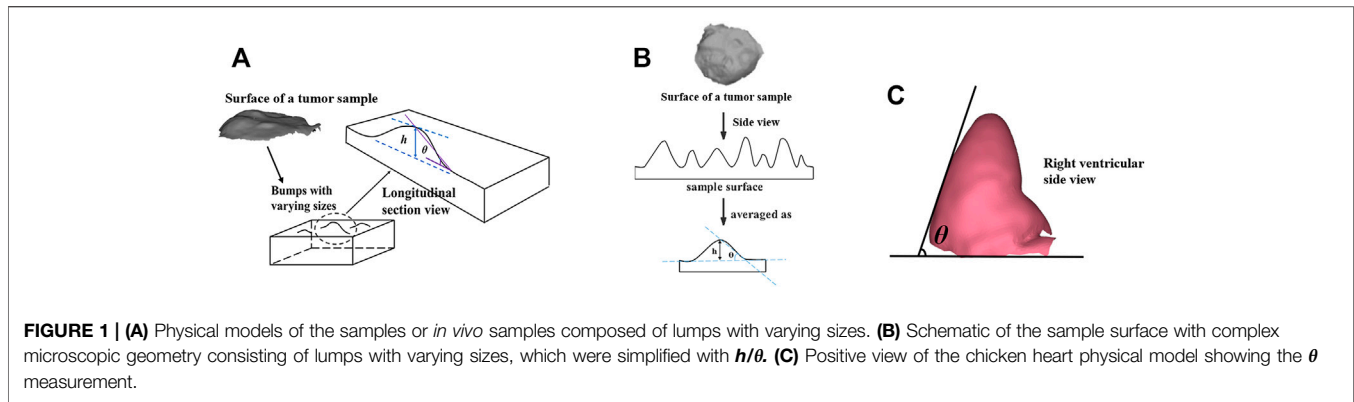 A
Surface of a tumor sample
h
θ
Bumps with
varying sizes
Longitudinal
section view
B
Surface of a tumor sample
Side view
sample surface
averaged as
h
θ
C
Right ventricular
side view
θ
FIGURE 1 | (A) Physical models of the samples or in vivo samples composed of lumps with varying sizes. (B) Schematic of the sample surface with complex
microscopic geometry consisting of lumps with varying sizes, which were simplified with h/θ. (C) Positive view of the chicken heart physical model showing the θ
measurement.